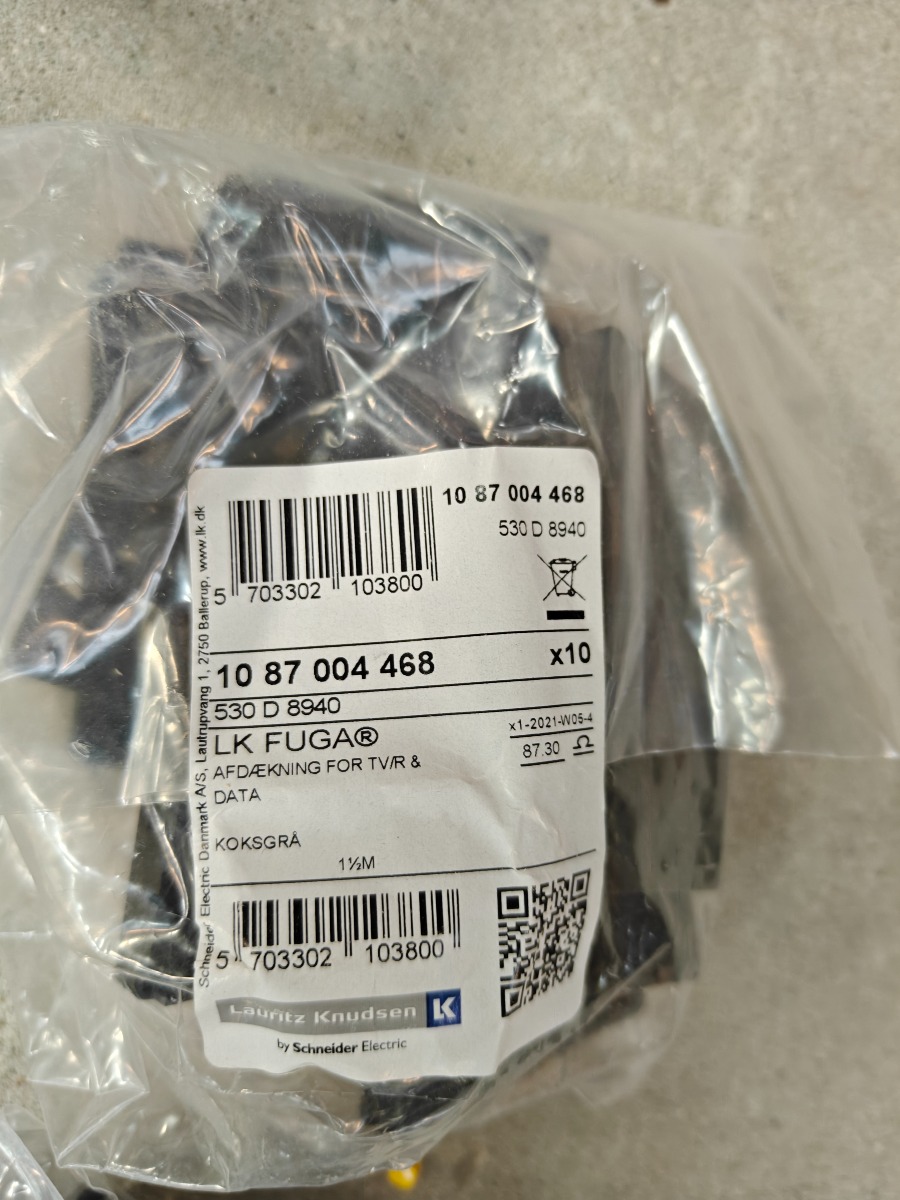 10 87 004 468
530 D 8940
5 703302 103800
10 87 004 468 x10
530 D 8940
LK FUGA®
x1-2021-W05-4
87.30
AFDÆKNING FOR TV/R &
DATA
KOKSGRÅ
1½M
5 703302 103800
Lauritz Knudsen LK
by Schneider Electric
Schneider Electric Danmark A/S, Lautrupvang 1, 2750 Ballerup, www.lk.dk